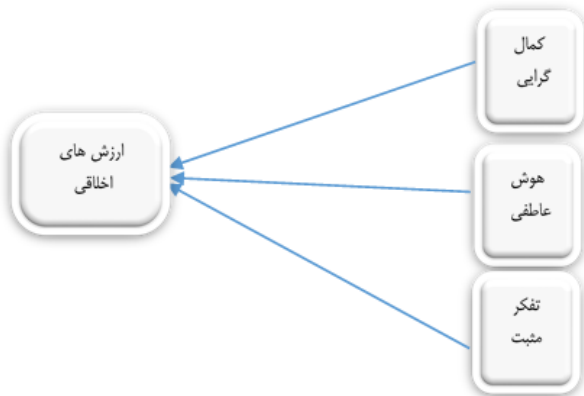 کمال
گرایی
هوش
عاطفی
تفکر
مثبت
ارزش های
اخلاقی